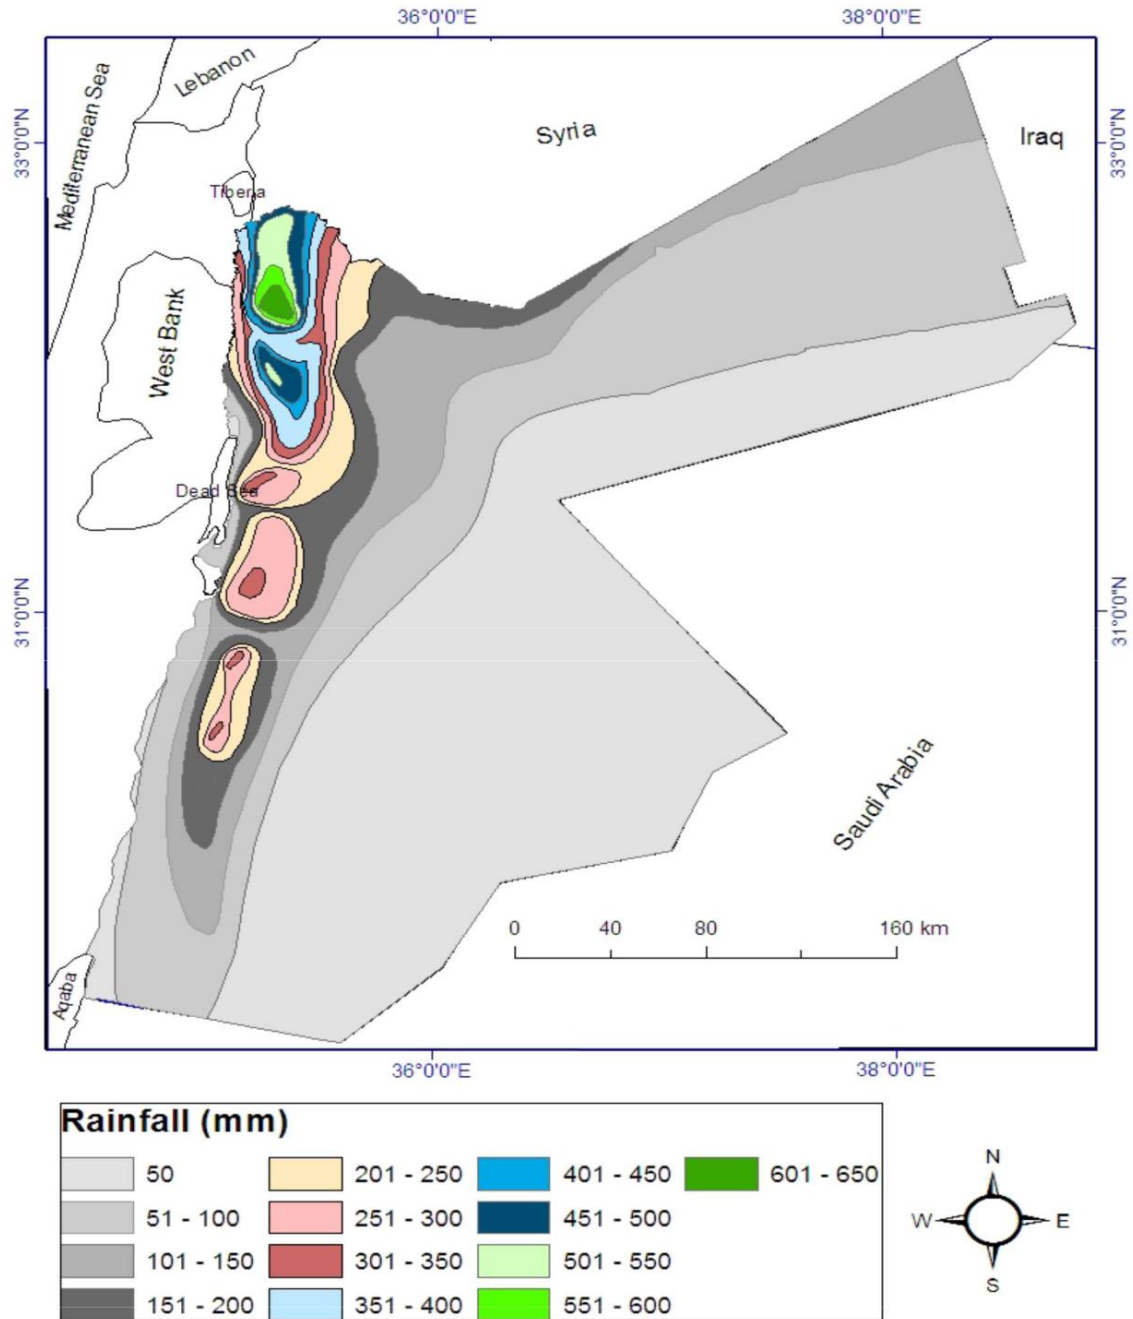 36°0'0"E
38°0'0"E
Mediterranean Sea
Lebanon
Syria
Iraq
33°0'0"N
33°0'0"N
Tiberia
West Bank
Dead Sea
31°0'0"N
31°0'0"N
Saudi Arabia
0 40 80 160 km
Aqaba
36°0'0"E
38°0'0"E
Rainfall (mm)
50
51 - 100
101 - 150
151 - 200
201 - 250
251 - 300
301 - 350
351 - 400
401 - 450
451 - 500
501 - 550
551 - 600
601 - 650
N
W
E
S